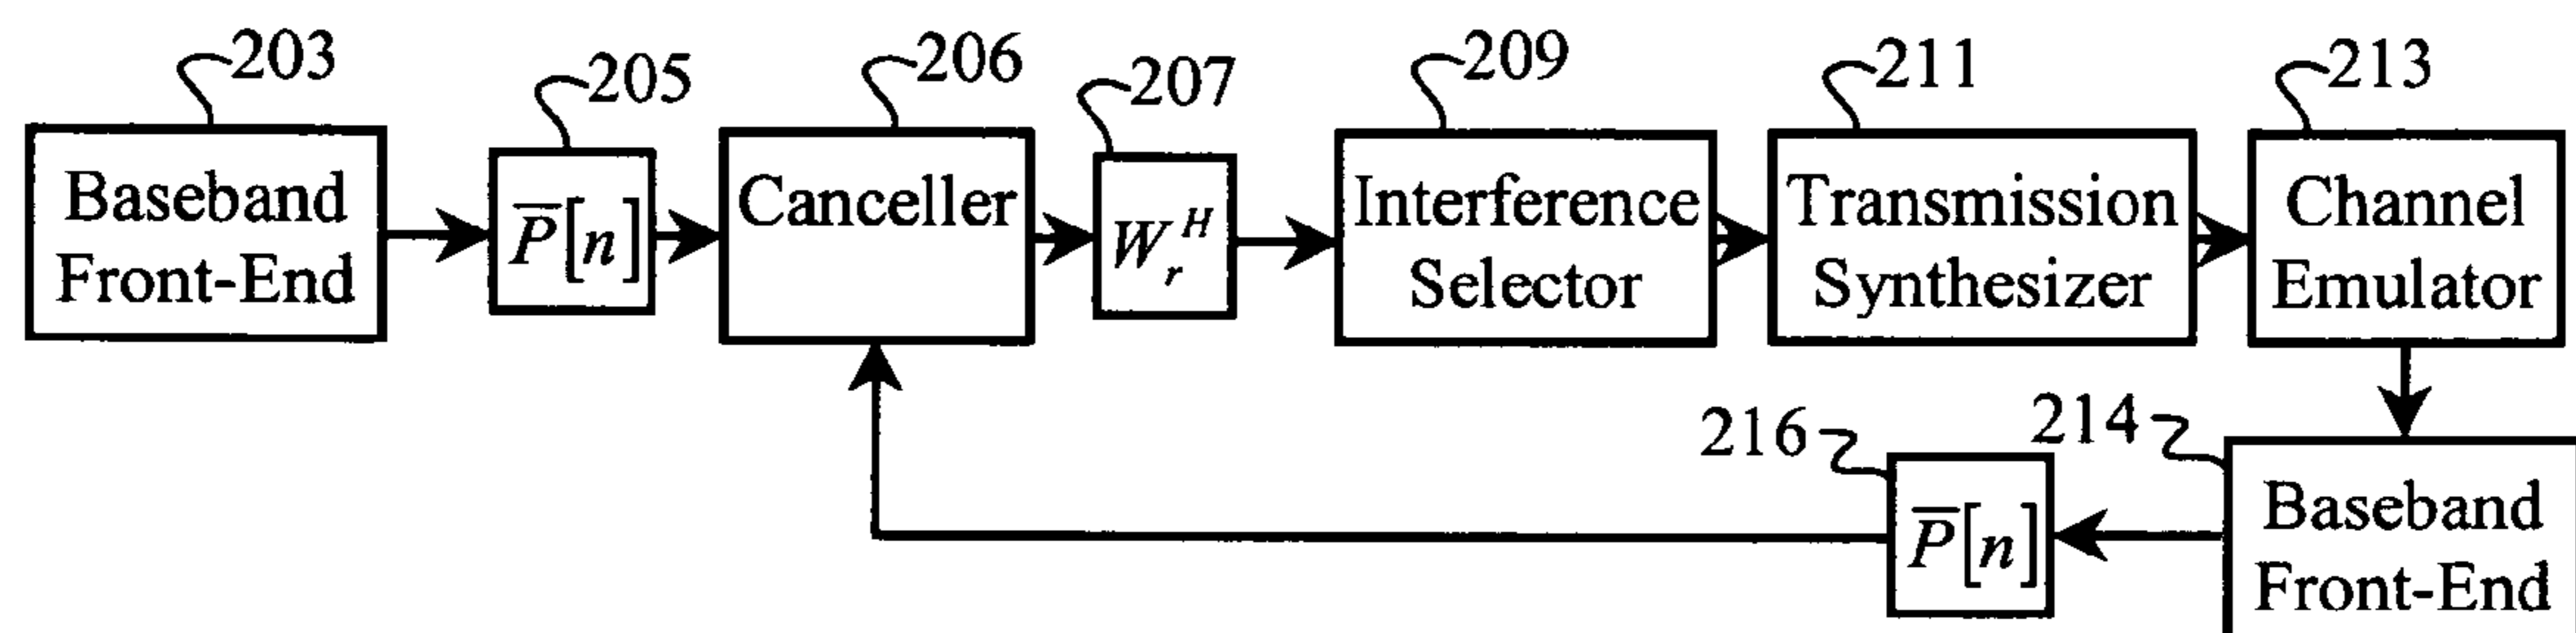 203
205
206
207
209
211
213
Baseband
Front-End
P̅[n]
Canceller
W_r^H
Interference
Selector
Transmission
Synthesizer
Channel
Emulator
216
214
P̅[n]
Baseband
Front-End